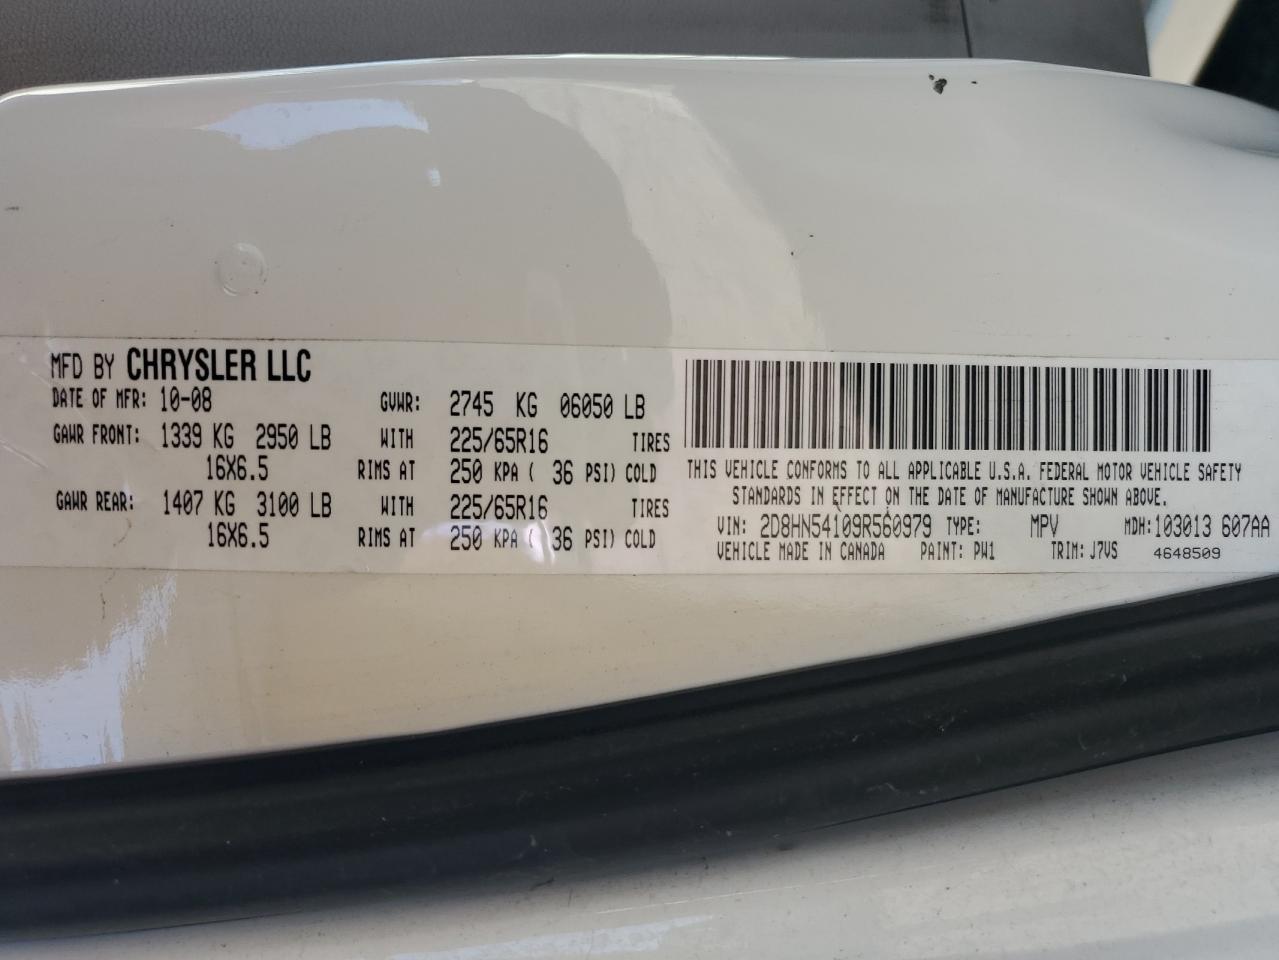 MFD BY CHRYSLER LLC
DATE OF MFR: 10-08 GVWR: 2745 KG 06050 LB
GAWR FRONT: 1339 KG 2950 LB WITH 225/65R16 TIRES
16X6.5 RIMS AT 250 KPA ( 36 PSI) COLD
GAWR REAR: 1407 KG 3100 LB WITH 225/65R16 TIRES
16X6.5 RIMS AT 250 KPA ( 36 PSI) COLD
THIS VEHICLE CONFORMS TO ALL APPLICABLE U.S.A. FEDERAL MOTOR VEHICLE SAFETY
STANDARDS IN EFFECT ON THE DATE OF MANUFACTURE SHOWN ABOVE.
VIN: 2D8HN54109R560979 TYPE: MPV MDH: 103013 607AA
VEHICLE MADE IN CANADA PAINT: PW1 TRIM: J7VS 4648509